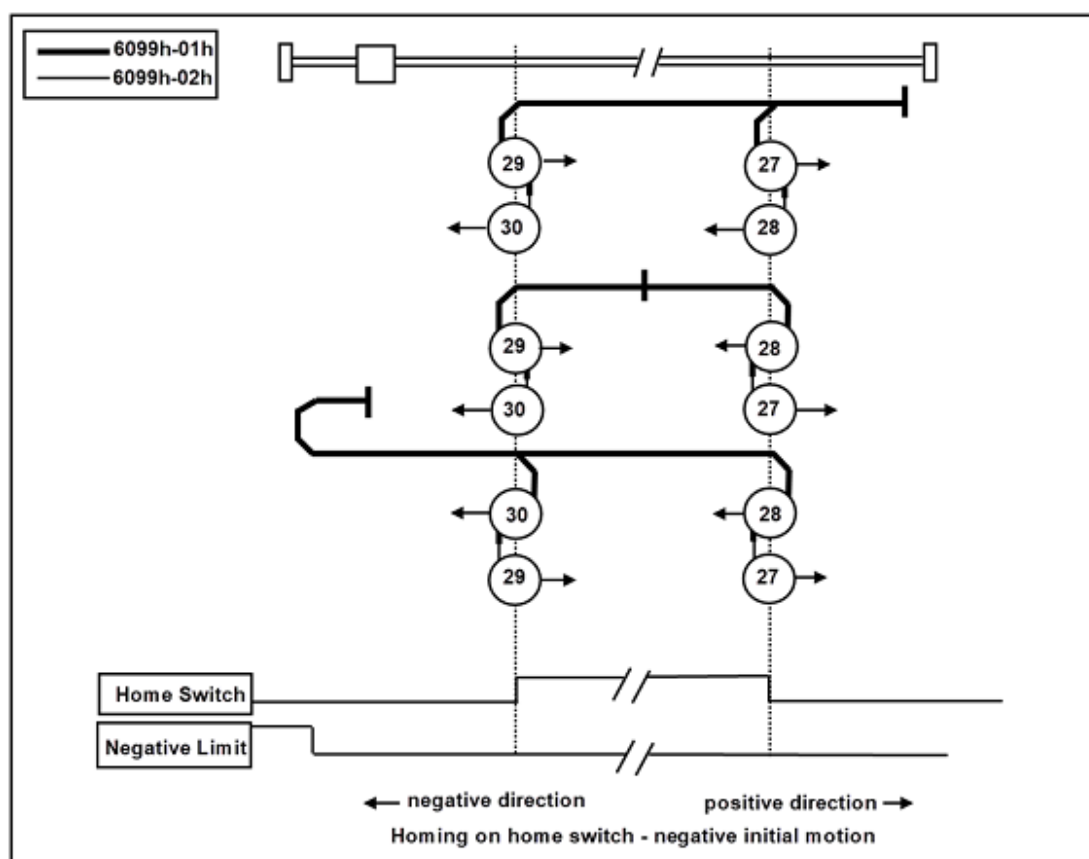 6099h-01h
6099h-02h
29
27
30
28
29
28
30
27
30
28
29
27
Home Switch
Negative Limit
negative direction
positive direction
Homing on home switch - negative initial motion